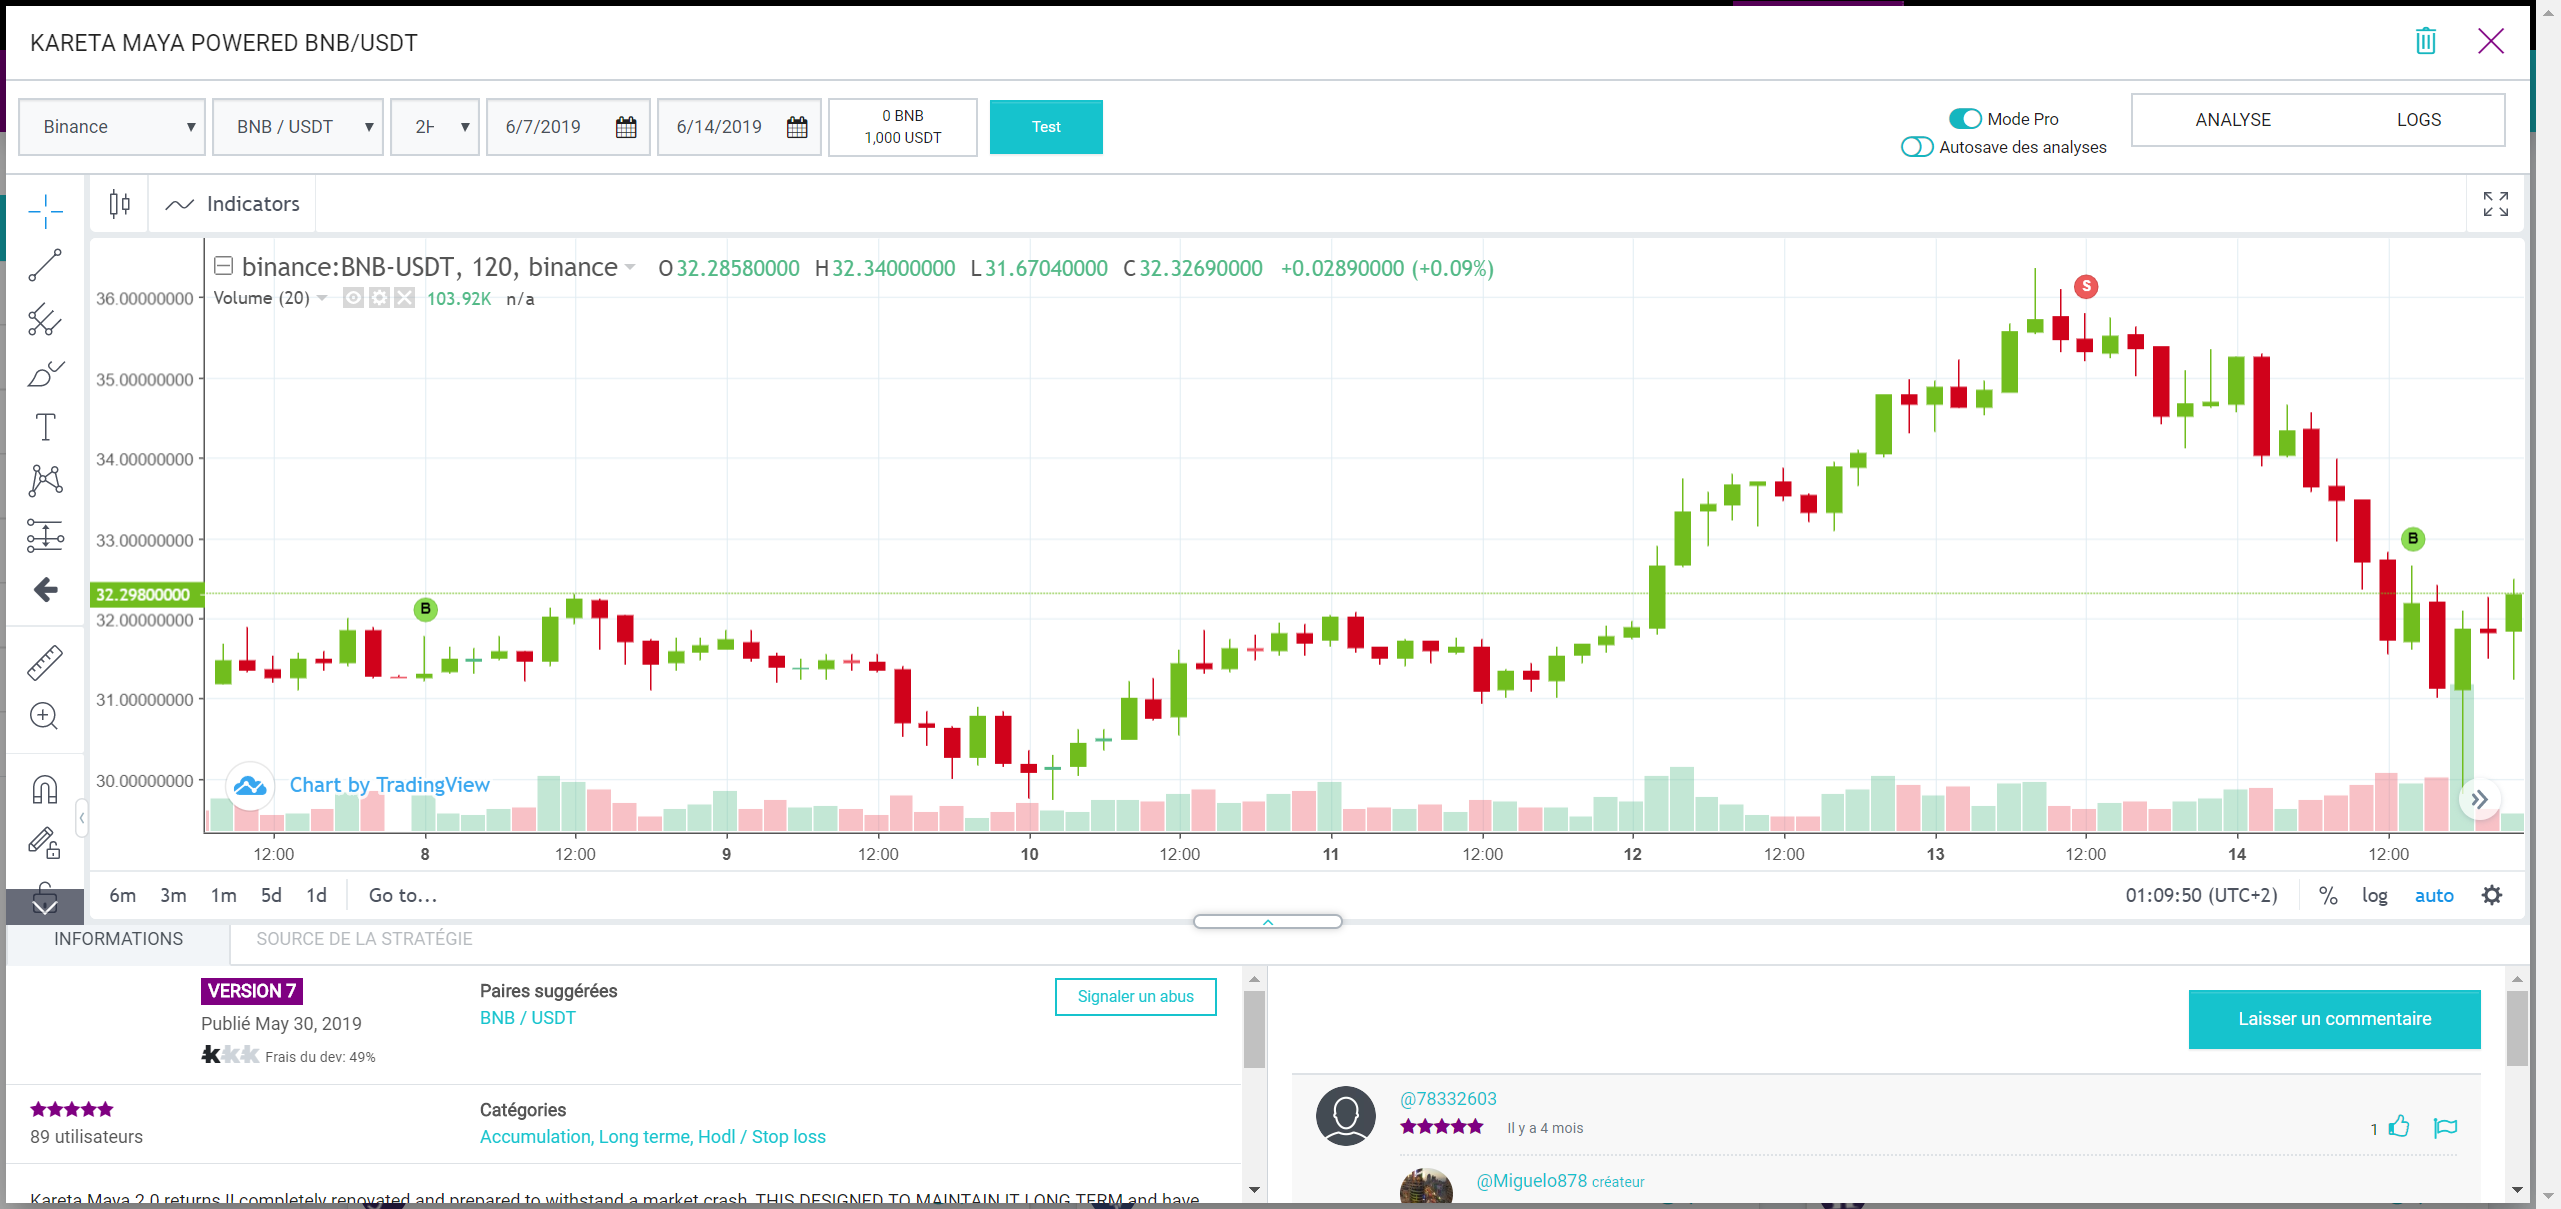 KARETA MAYA POWERED BNB/USDT
Binance BNB / USDT 2H 6/7/2019 6/14/2019
0 BNB
1,000 USDT
Test
Mode Pro
Autosave des analyses
ANALYSE LOGS
Indicators
binance:BNB-USDT, 120, binance O 32.28580000 H 32.34000000 L 31.67040000 C 32.32690000 +0.02890000 (+0.09%)
Volume (20) 103.92K n/a
36.00000000
35.00000000
34.00000000
33.00000000
32.29800000
32.00000000
31.00000000
30.00000000
S
B
B
Chart by TradingView
12:00 8 12:00 9 12:00 10 12:00 11 12:00 12 12:00 13 12:00 14 12:00
6m 3m 1m 5d 1d Go to... 01:09:50 (UTC+2) % log auto
INFORMATIONS SOURCE DE LA STRATÉGIE
VERSION 7
Publié May 30, 2019
Frais du dev: 49%
Paires suggérées
BNB / USDT
Signaler un abus
89 utilisateurs
Catégories
Accumulation, Long terme, Hodl / Stop loss
Kareta Maya 2.0 returns !! completely renovated and prepared to withstand a market crash. THIS DESIGNED TO MAINTAIN IT LONG TERM and have
Laisser un commentaire
@78332603
Il y a 4 mois
1
@Miguelo878 créateur